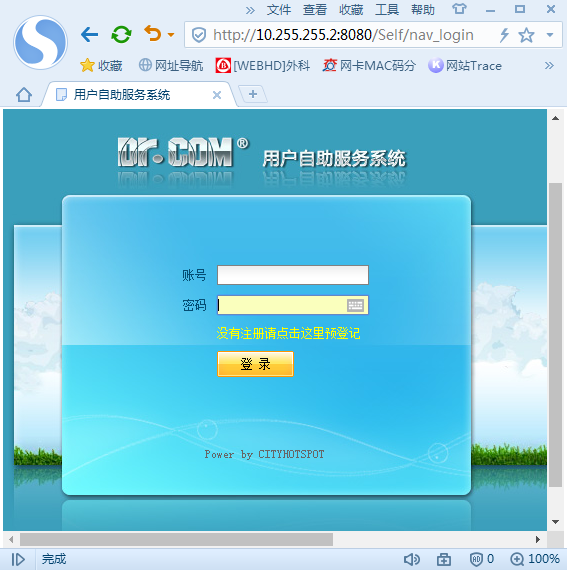 » 文件 查看 收藏 工具 帮助
http://10.255.255.2:8080/Self/nav_login
收藏 网址导航 [WEBHD]外科 网卡MAC码分 网站Trace »
用户自助服务系统
Dr.COM® 用户自助服务系统
账号
密码
没有注册请点击这里预登记
登 录
Power by CITYHOTSPOT
完成 0 100%